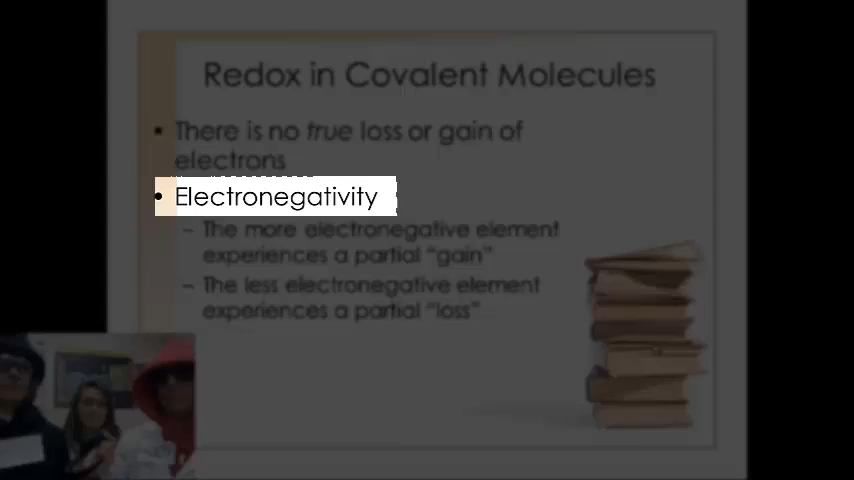 Redox in Covalent Molecules
• There is no true loss or gain of
electrons
• Electronegativity
– The more electronegative element
experiences a partial “gain”
– The less electronegative element
experiences a partial “loss”